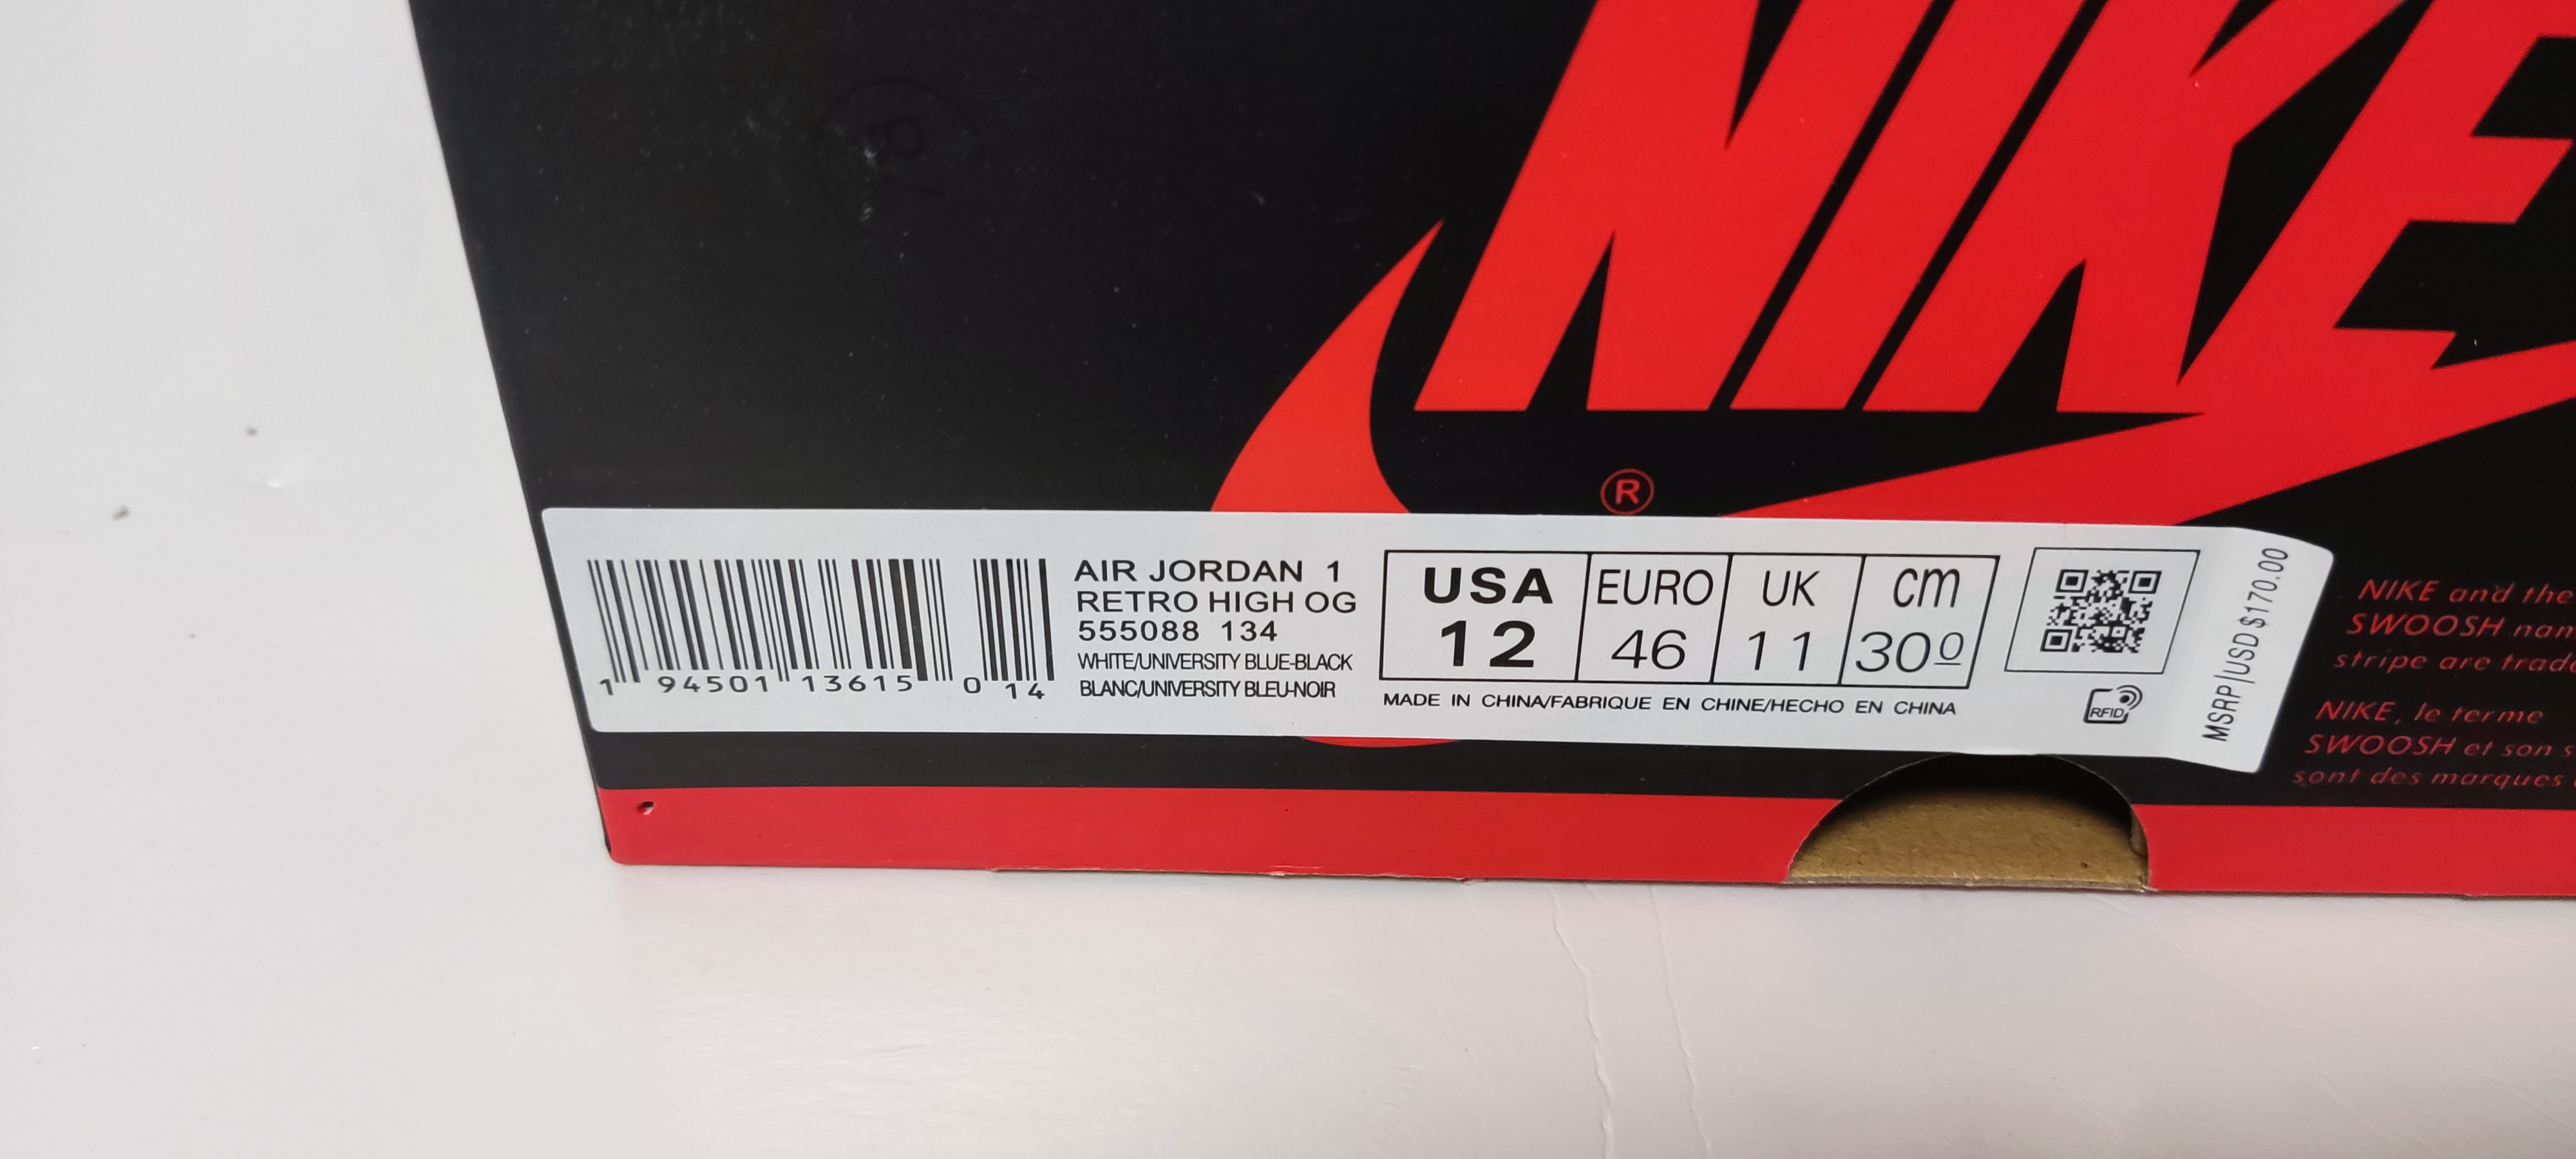 NIKE
®
AIR JORDAN 1
RETRO HIGH OG
555088 134
WHITE/UNIVERSITY BLUE-BLACK
BLANC/UNIVERSITY BLEU-NOIR
1 94501 13615 0 14
USA EURO UK cm
12 46 11 30 0
MADE IN CHINA/FABRIQUE EN CHINE/HECHO EN CHINA
RFID
MSRP|USD $170.00
NIKE and the
SWOOSH
stripe are
NIKE, le terme
SWOOSH et son
sont des marques